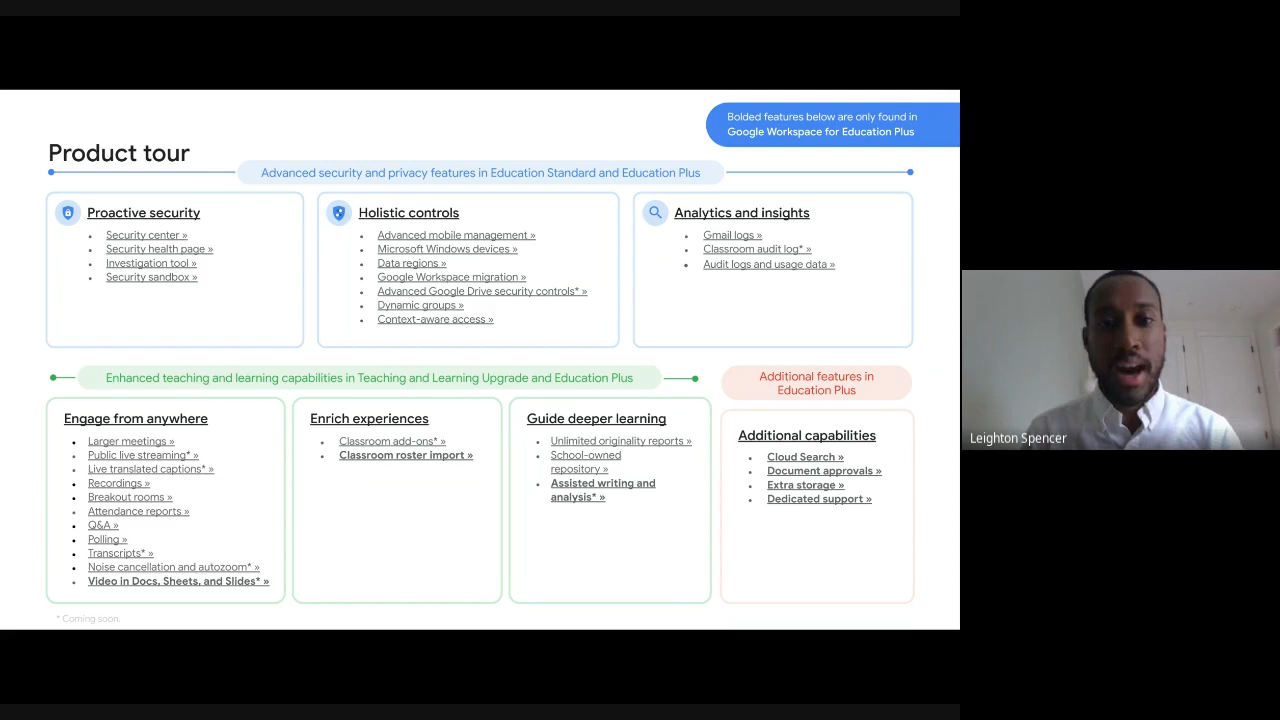 Bolded features below are only found in
Google Workspace for Education Plus
Product tour
Advanced security and privacy features in Education Standard and Education Plus
Proactive security
Security center »
Security health page »
Investigation tool »
Security sandbox »
Holistic controls
Advanced mobile management »
Microsoft Windows devices »
Data regions »
Google Workspace migration »
Advanced Google Drive security controls* »
Dynamic groups »
Context-aware access »
Analytics and insights
Gmail logs »
Classroom audit log* »
Audit logs and usage data »
Enhanced teaching and learning capabilities in Teaching and Learning Upgrade and Education Plus
Engage from anywhere
Larger meetings »
Public live streaming* »
Live translated captions* »
Recordings »
Breakout rooms »
Attendance reports »
Q&A »
Polling »
Transcripts* »
Noise cancellation and autozoom* »
Video in Docs, Sheets, and Slides* »
Enrich experiences
Classroom add-ons* »
Classroom roster import »
Guide deeper learning
Unlimited originality reports »
School-owned
repository »
Assisted writing and
analysis* »
Additional features in
Education Plus
Additional capabilities
Cloud Search »
Document approvals »
Extra storage »
Dedicated support »
* Coming soon.
Leighton Spencer